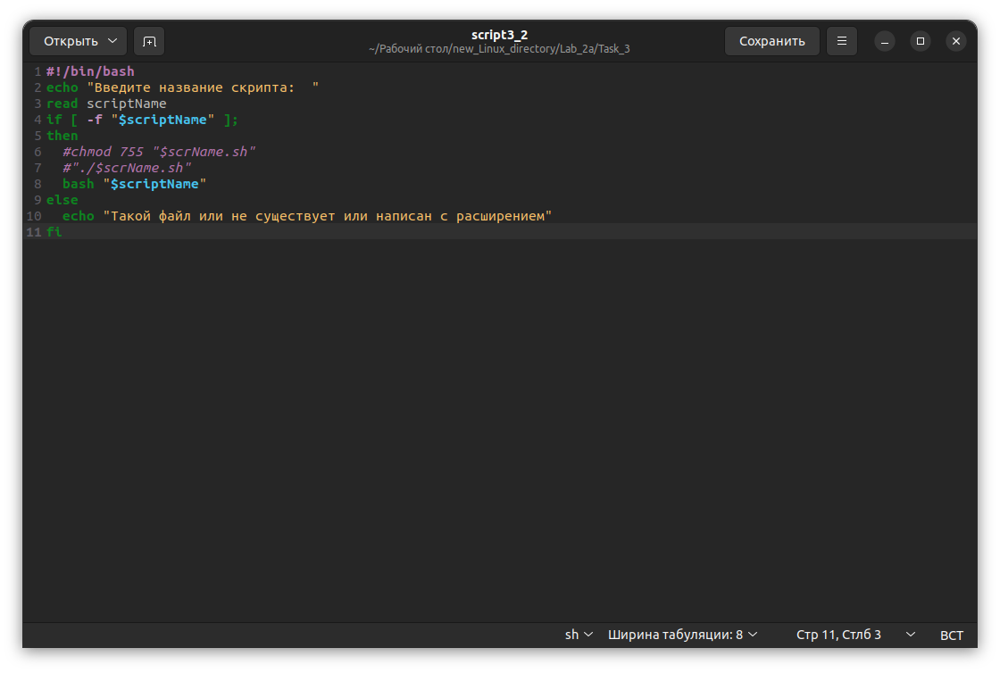 Открыть
script3_2
~/Рабочий стол/new_Linux_directory/Lab_2a/Task_3
Сохранить
1 #!/bin/bash
2 echo "Введите название скрипта:  "
3 read scriptName
4 if [ -f "$scriptName" ];
5 then
6   #chmod 755 "$scrName.sh"
7   #"./$scrName.sh"
8   bash "$scriptName"
9 else
10   echo "Такой файл или не существует или написан с расширением"
11 fi
sh Ширина табуляции: 8 Стр 11, Стлб 3 ВСТ